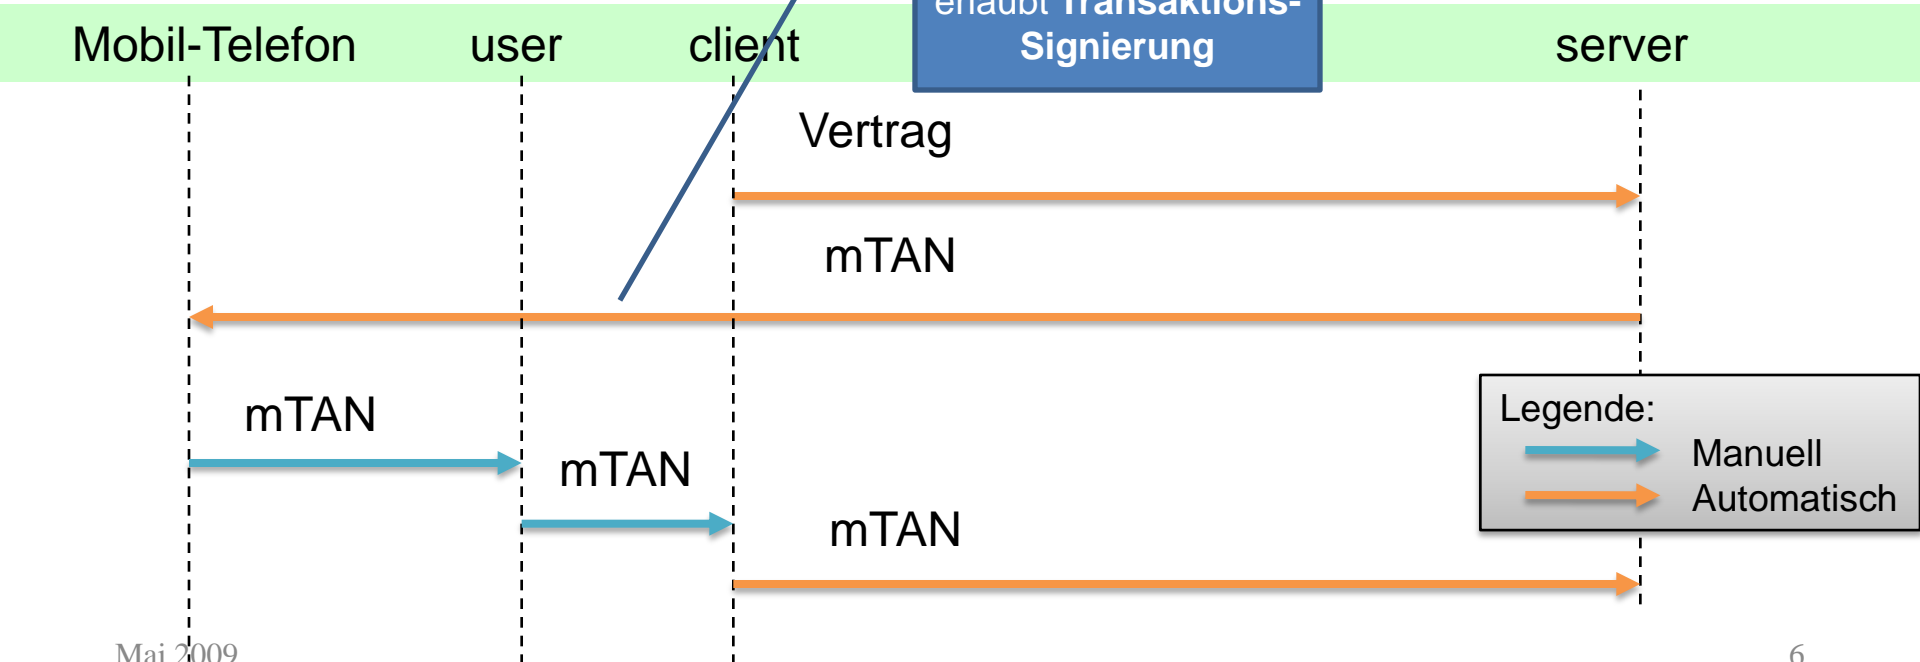 erlaubt Transaktions-
Signierung
Mobil-Telefon user client server
Vertrag
mTAN
mTAN
mTAN
mTAN
Legende:
Manuell
Automatisch
Mai 2009
6